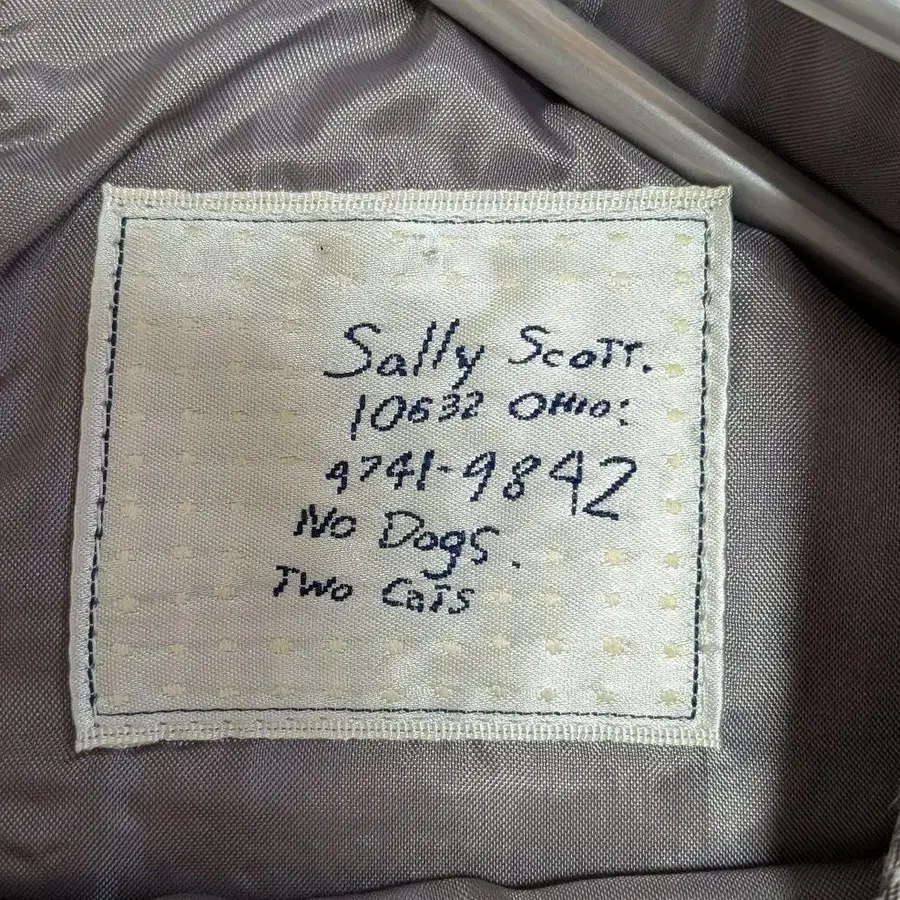 Sally Scott.
10632 Ohio:
4741-9842
No Dogs.
Two Cats